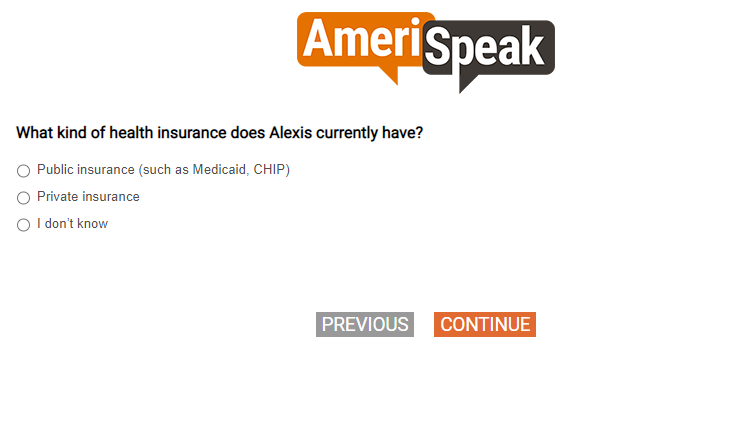 AmeriSpeak
What kind of health insurance does Alexis currently have?
Public insurance (such as Medicaid, CHIP)
Private insurance
I don't know
PREVIOUS CONTINUE